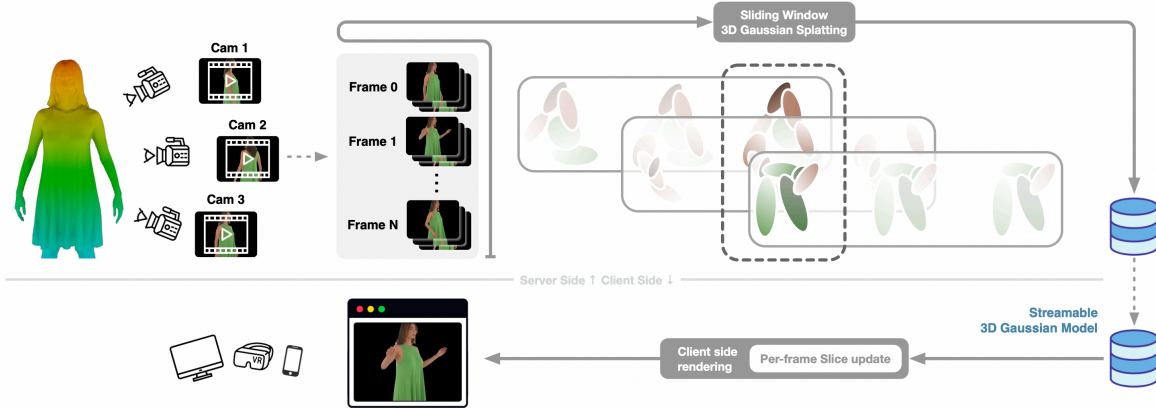 Sliding Window
3D Gaussian Splatting
Cam 1
Cam 2
Cam 3
Frame 0
Frame 1
Frame N
Server Side ↑ Client Side ↓
Streamable
3D Gaussian Model
Client side
rendering
Per-frame Slice update
VR